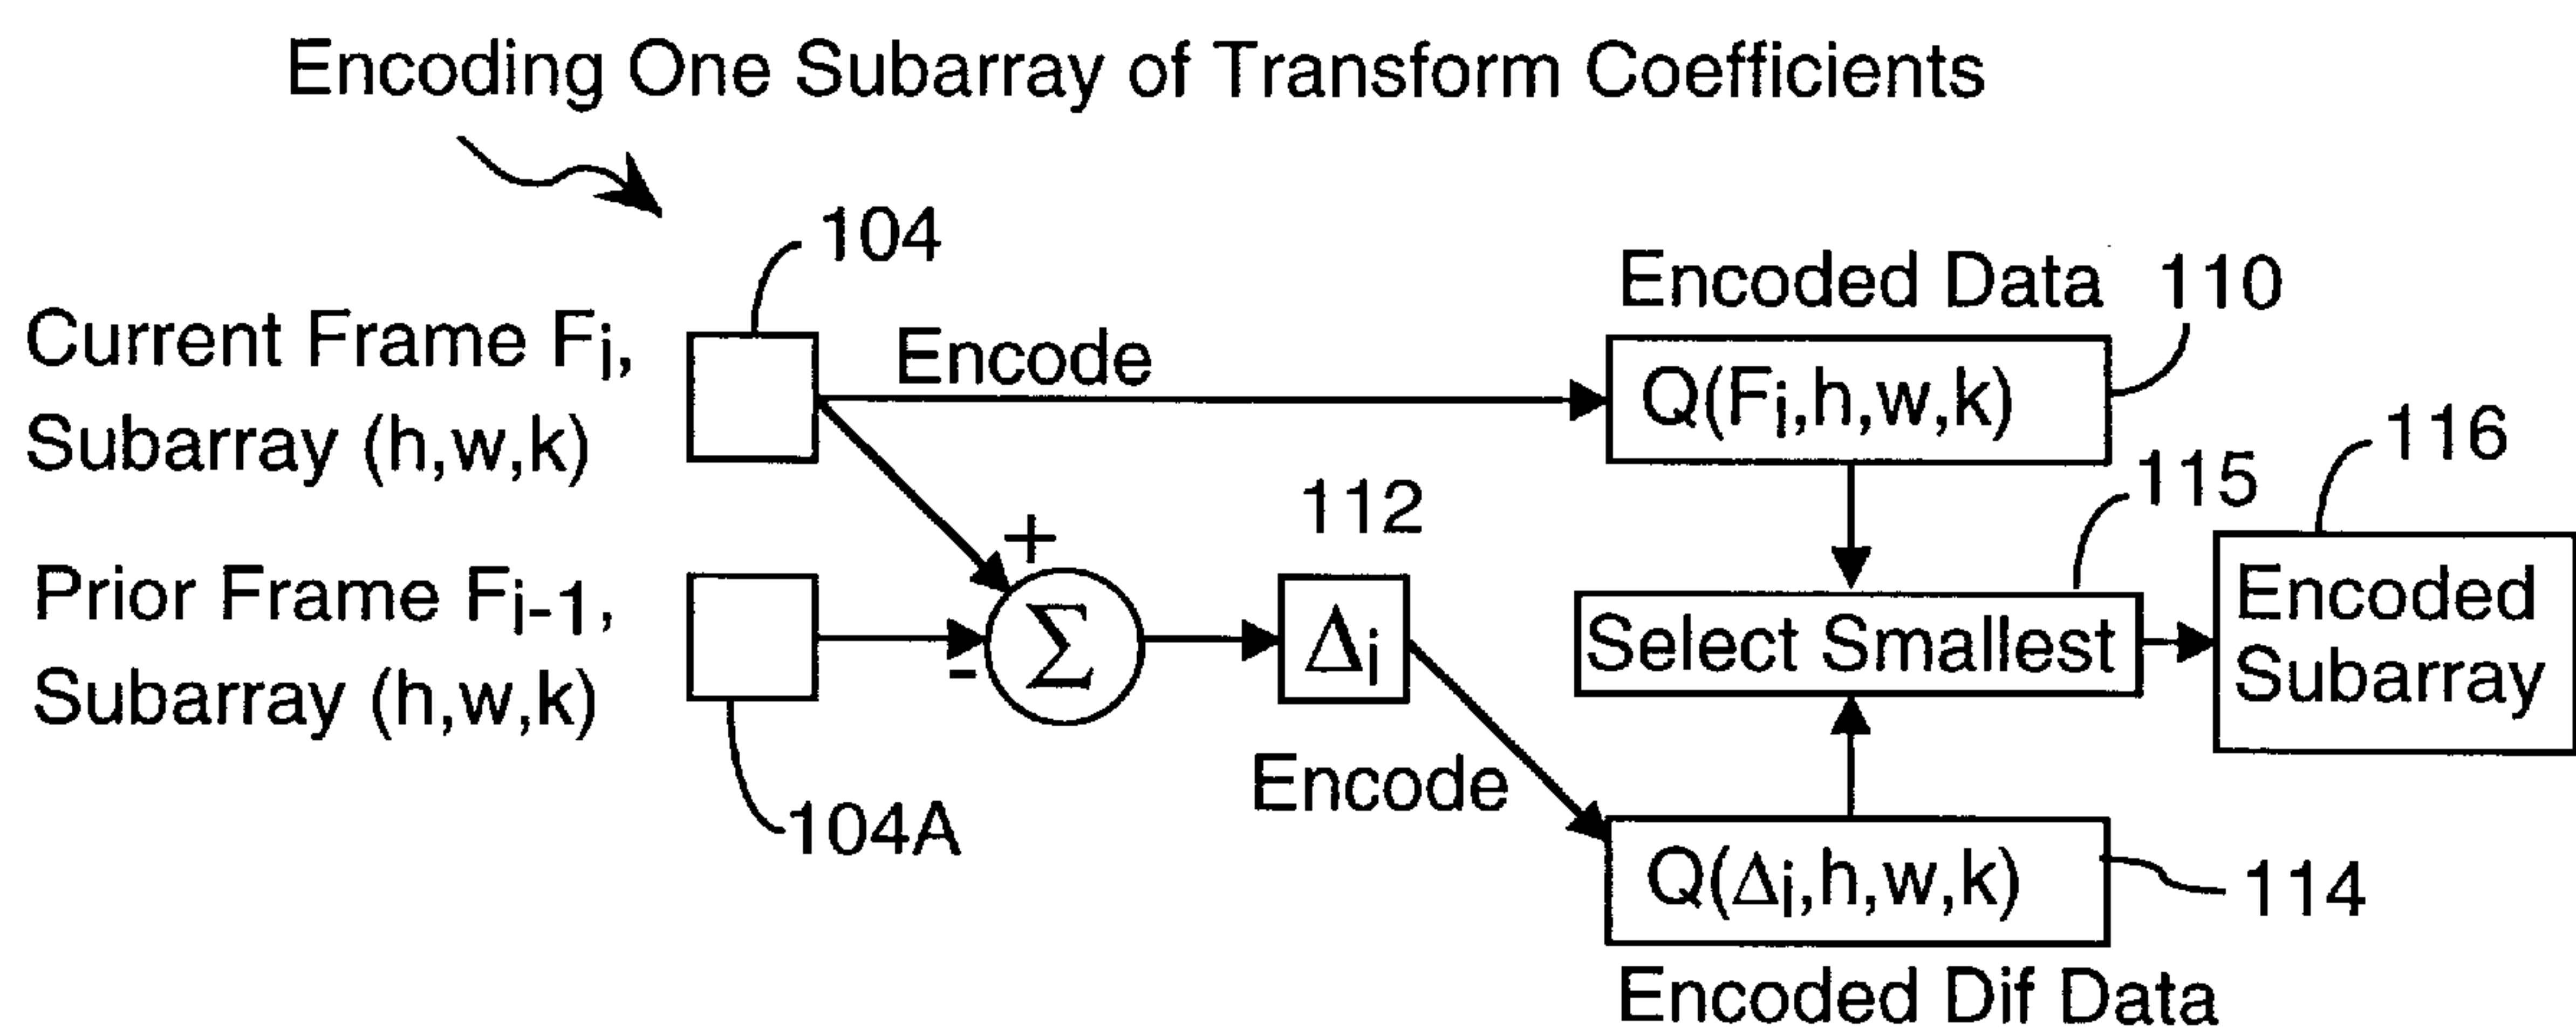 Encoding One Subarray of Transform Coefficients
104
Current Frame Fi,
Subarray (h,w,k)
Encode
Encoded Data
110
Q(Fi,h,w,k)
116
115
112
+
Prior Frame Fi-1,
Subarray (h,w,k)
-
Σ
Δi
Select Smallest
Encoded
Subarray
Encode
104A
Q(Δi,h,w,k)
114
Encoded Dif Data